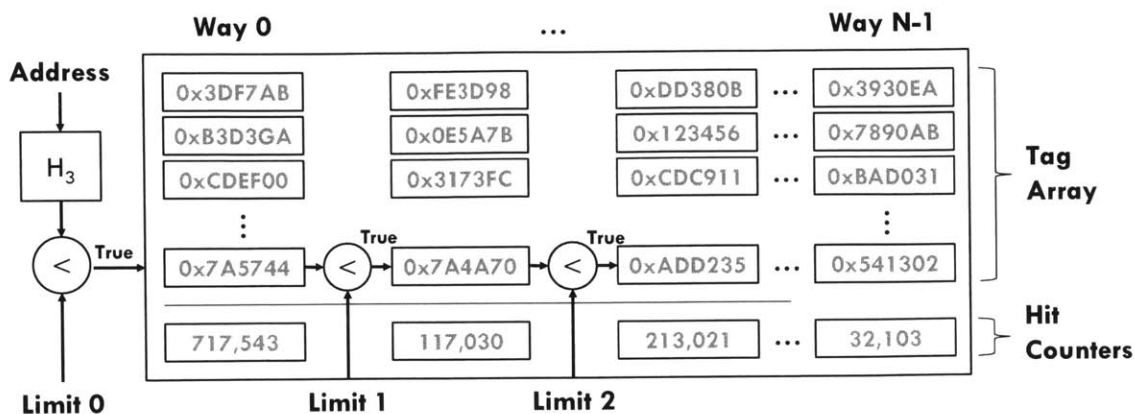 Way 0 ... Way N-1
Address
0x3DF7AB 0xFE3D98 0xDD380B ... 0x3930EA
0xB3D3GA 0x0E5A7B 0x123456 ... 0x7890AB
H3
Tag
Array
0xCDEF00 0x3173FC 0xCDC911 ... 0xBAD031
True True True
< 0x7A5744 < 0x7A4A70 < 0xADD235 ... 0x541302
Hit
Counters
717,543 117,030 213,021 ... 32,103
Limit 0 Limit 1 Limit 2